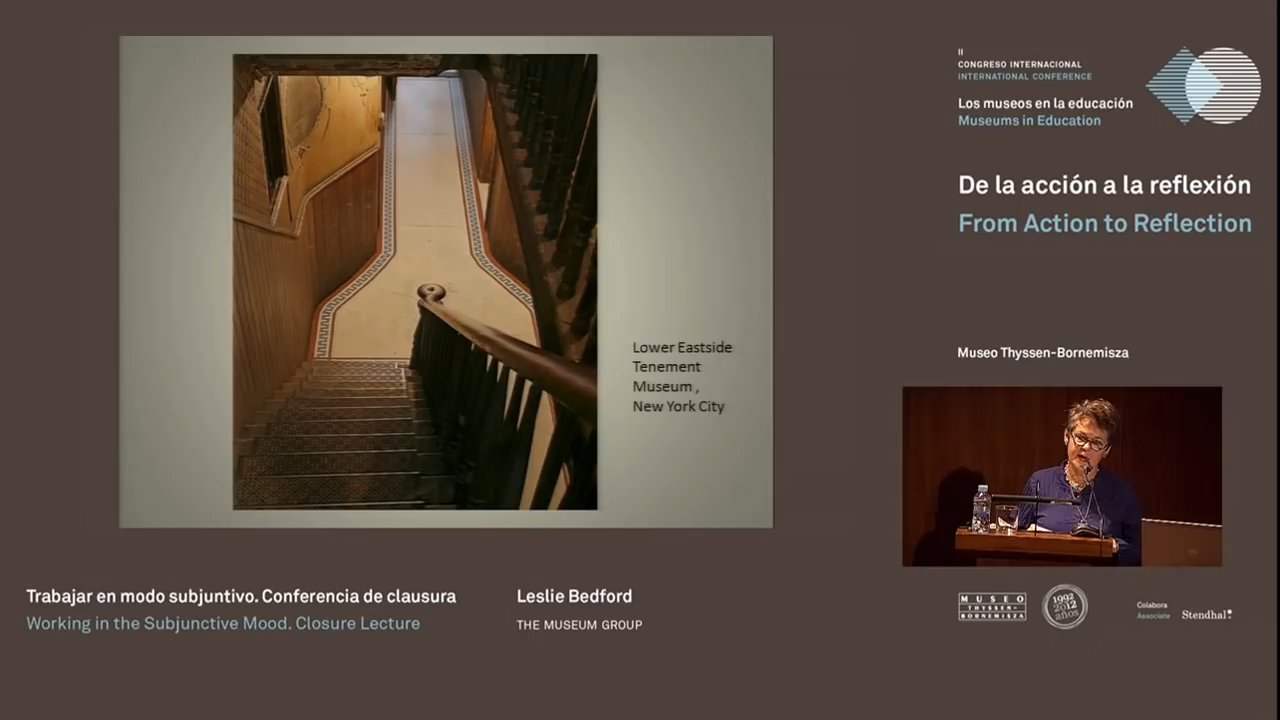 II
CONGRESO INTERNACIONAL
INTERNATIONAL CONFERENCE
Los museos en la educación
Museums in Education
De la acción a la reflexión
From Action to Reflection
Lower Eastside
Tenement
Museum ,
New York City
Museo Thyssen-Bornemisza
Trabajar en modo subjuntivo. Conferencia de clausura
Working in the Subjunctive Mood. Closure Lecture
Leslie Bedford
THE MUSEUM GROUP
MUSEO
THYSSEN-
BORNEMISZA
1992
2012
años
Colabora
Associate
Stendhal: